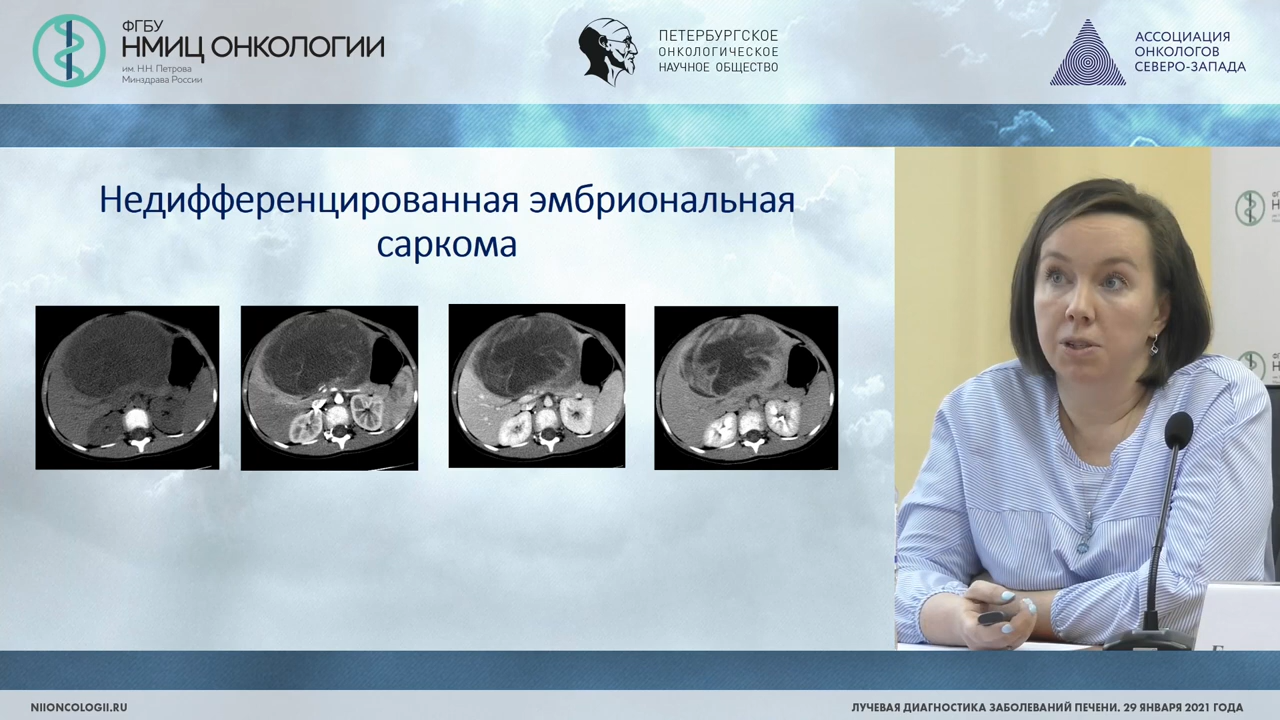 ФГБУ
НМИЦ ОНКОЛОГИИ
им. Н.Н. Петрова
Минздрава России
ПЕТЕРБУРГСКОЕ
ОНКОЛОГИЧЕСКОЕ
НАУЧНОЕ ОБЩЕСТВО
АССОЦИАЦИЯ
ОНКОЛОГОВ
СЕВЕРО-ЗАПАДА
Недифференцированная эмбриональная
саркома
NIIONCOLOGII.RU
ЛУЧЕВАЯ ДИАГНОСТИКА ЗАБОЛЕВАНИЙ ПЕЧЕНИ. 29 ЯНВАРЯ 2021 ГОДА